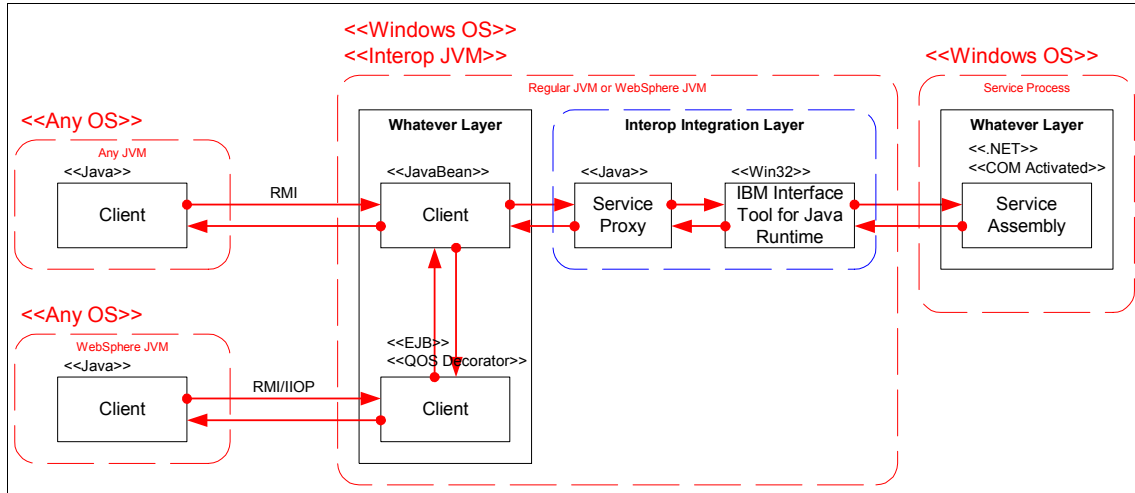 <<Windows OS>>
<<Interop JVM>>
<<Windows OS>>
Regular JVM or WebSphere JVM
Service Process
<<Any OS>>
Any JVM
<<Java>>
Client
RMI
Whatever Layer
<<JavaBean>>
Client
Interop Integration Layer
<<Java>>
Service
Proxy
<<Win32>>
IBM Interface
Tool for Java
Runtime
Whatever Layer
<<.NET>>
<<COM Activated>>
Service
Assembly
<<Any OS>>
WebSphere JVM
<<Java>>
Client
RMI/IIOP
<<EJB>>
<<QOS Decorator>>
Client